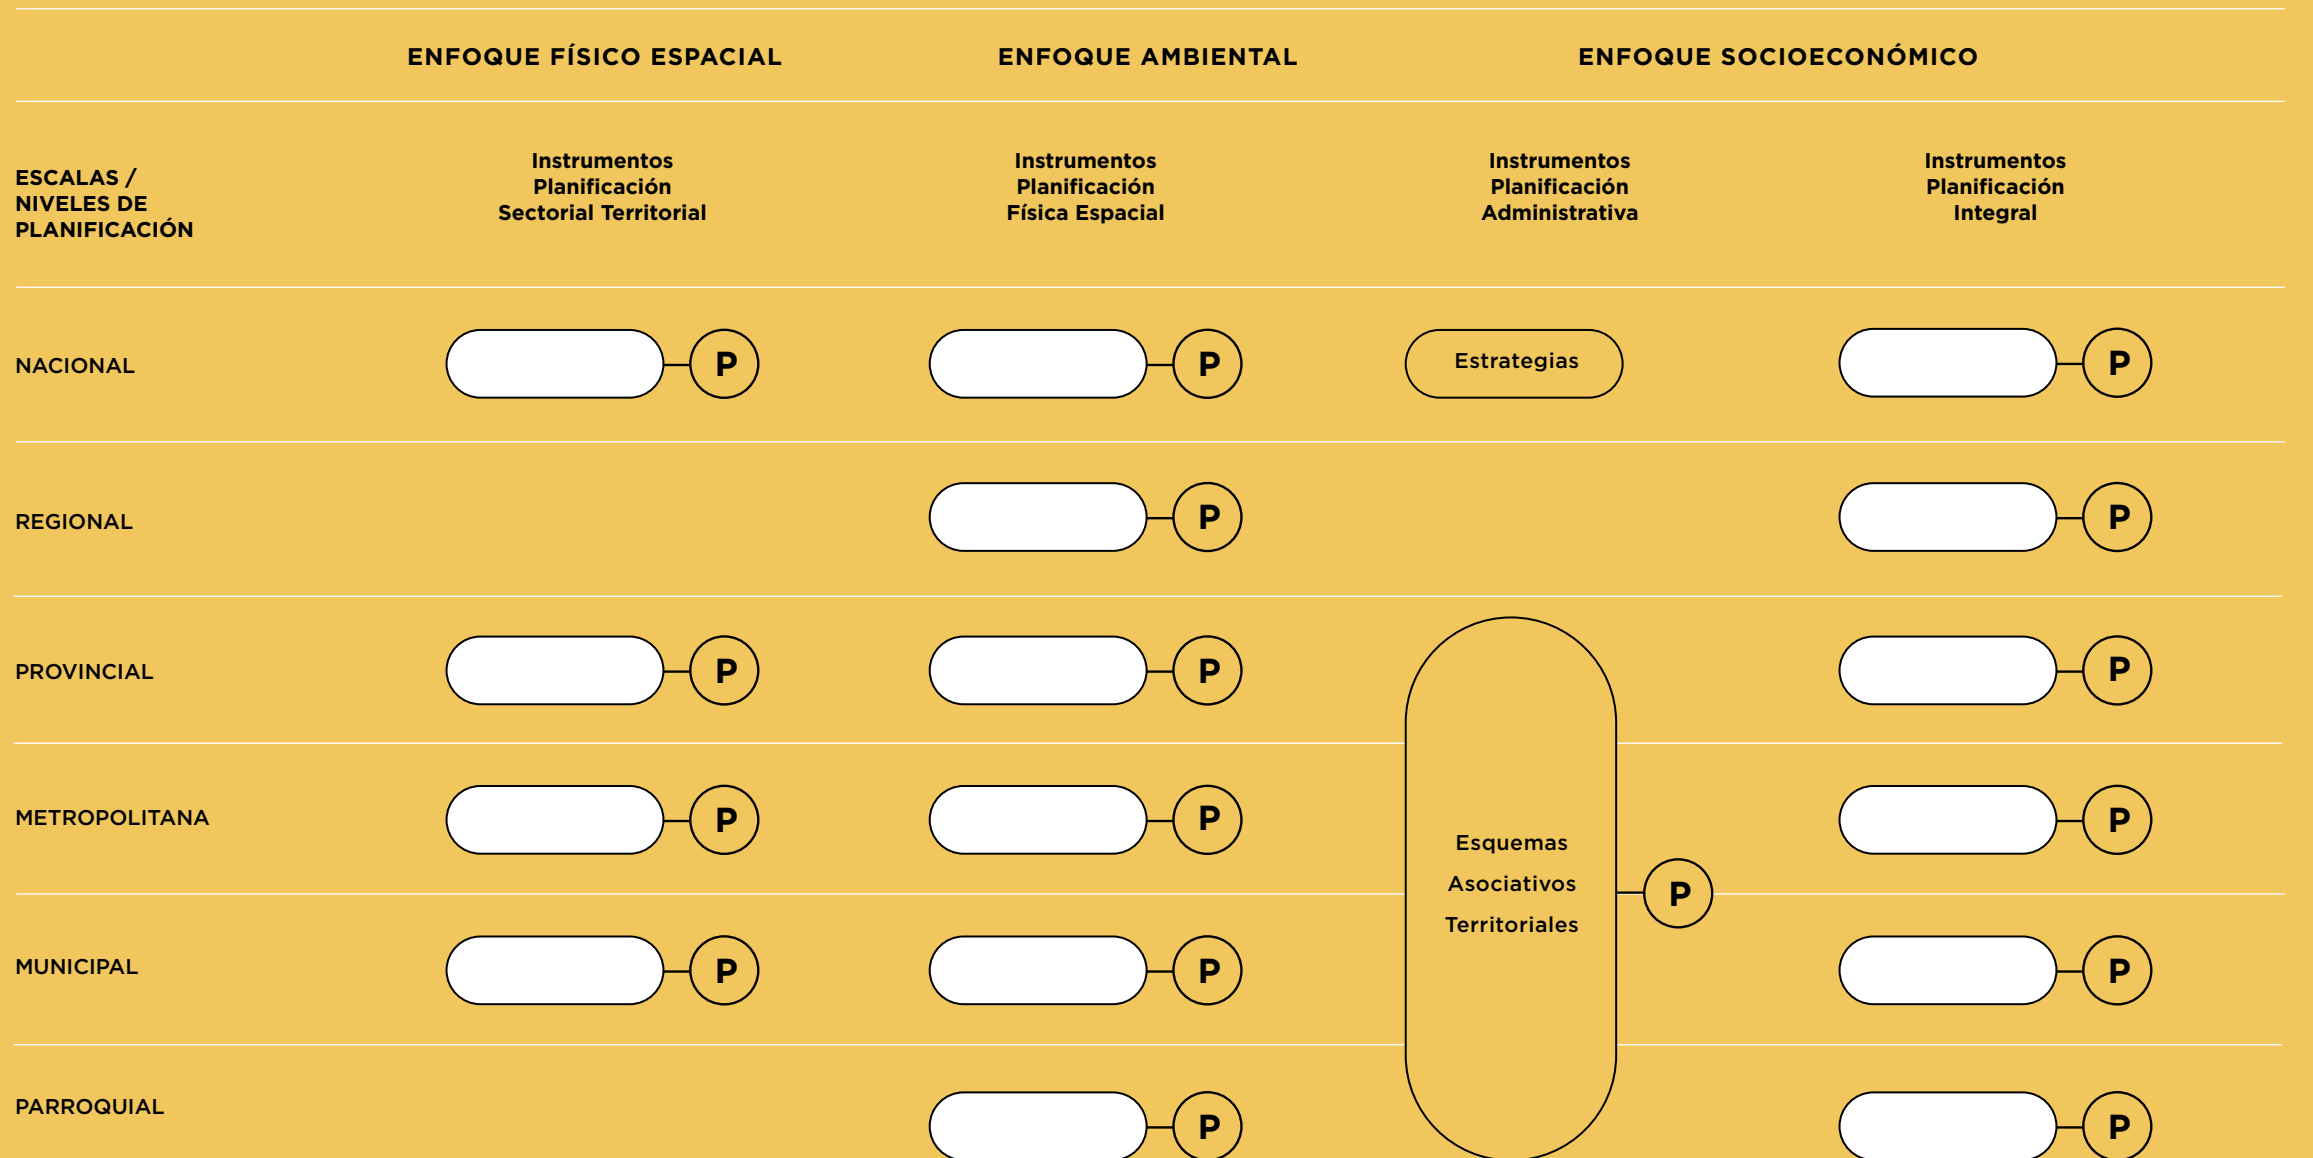 ENFOQUE FÍSICO ESPACIAL
ENFOQUE AMBIENTAL
ENFOQUE SOCIOECONÓMICO
ESCALAS /
NIVELES DE
PLANIFICACIÓN
Instrumentos
Planificación
Sectorial Territorial
Instrumentos
Planificación
Física Espacial
Instrumentos
Planificación
Administrativa
Instrumentos
Planificación
Integral
NACIONAL
P
P
Estrategias
P
REGIONAL
P
P
PROVINCIAL
P
P
P
METROPOLITANA
P
P
P
Esquemas
Asociativos
Territoriales
P
MUNICIPAL
P
P
P
PARROQUIAL
P
P